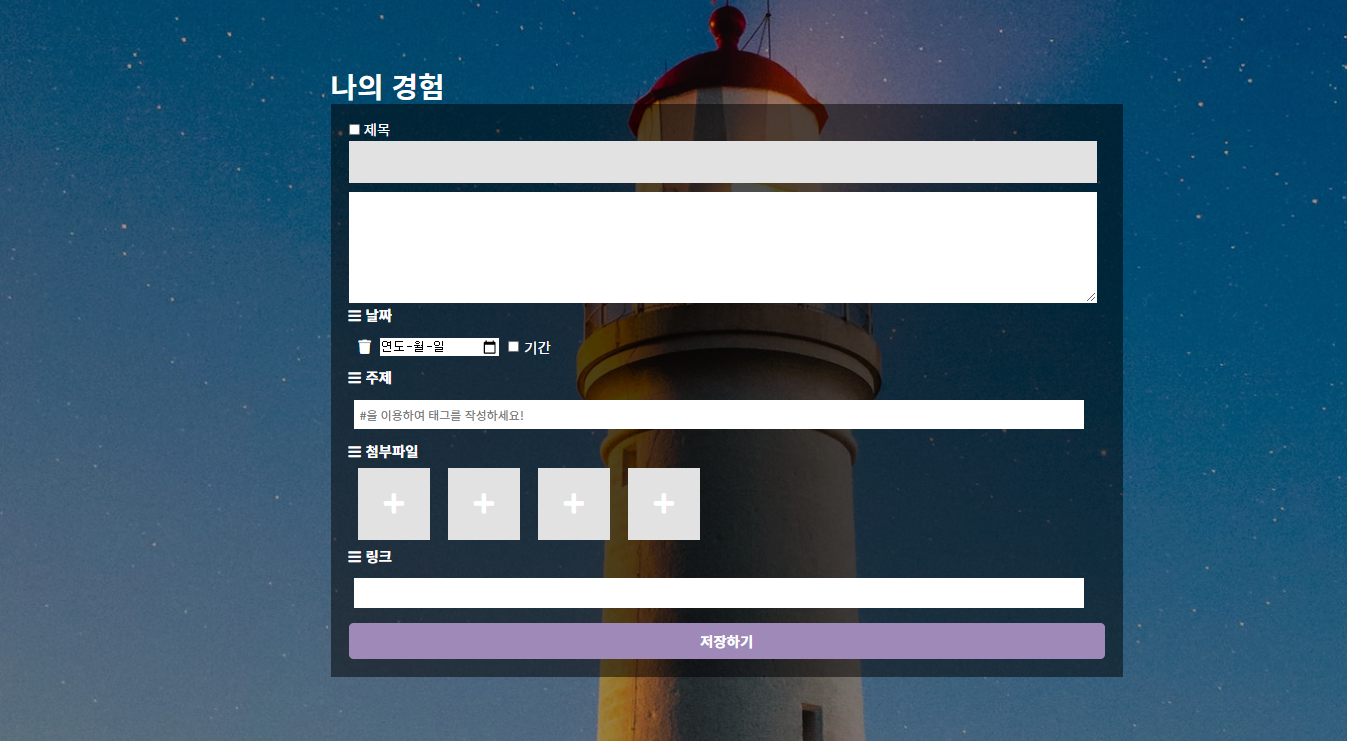 나의 경험
제목
날짜
연도-월-일 기간
주제
#을 이용하여 태그를 작성하세요!
첨부파일
링크
저장하기